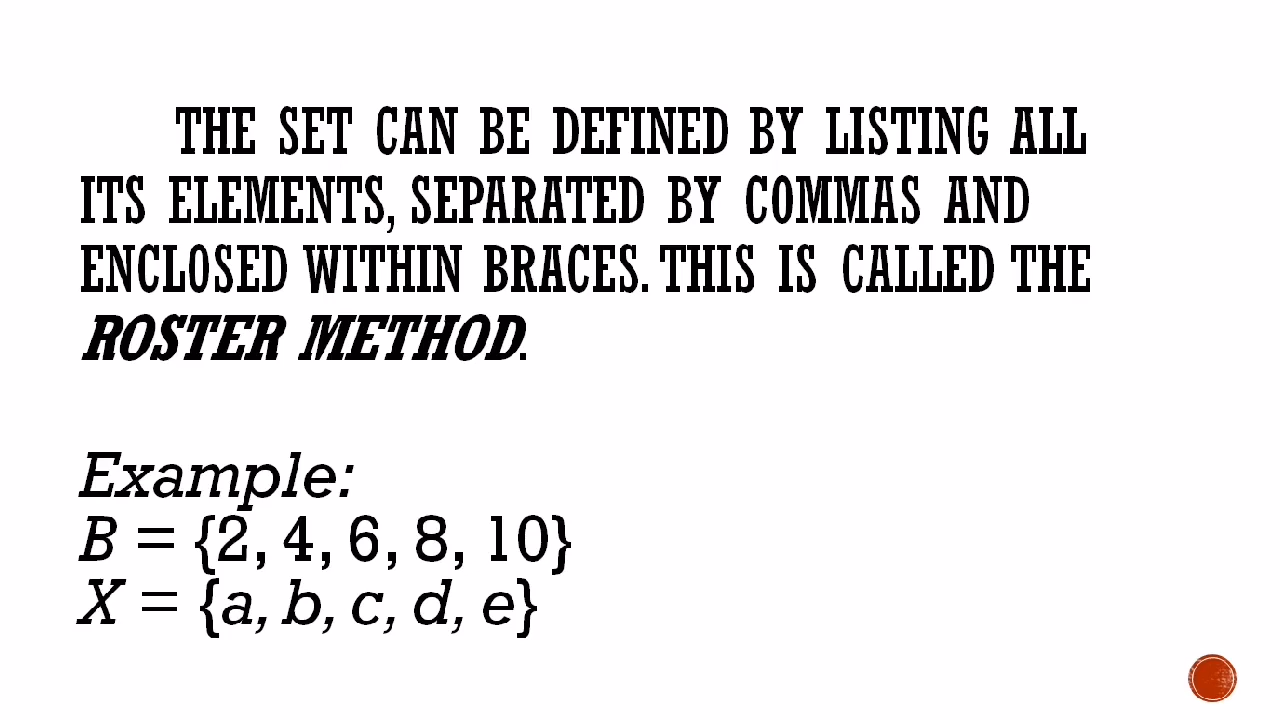 THE SET CAN BE DEFINED BY LISTING ALL
ITS ELEMENTS, SEPARATED BY COMMAS AND
ENCLOSED WITHIN BRACES. THIS IS CALLED THE
ROSTER METHOD.
Example:
B = {2, 4, 6, 8, 10}
X = {a, b, c, d, e}